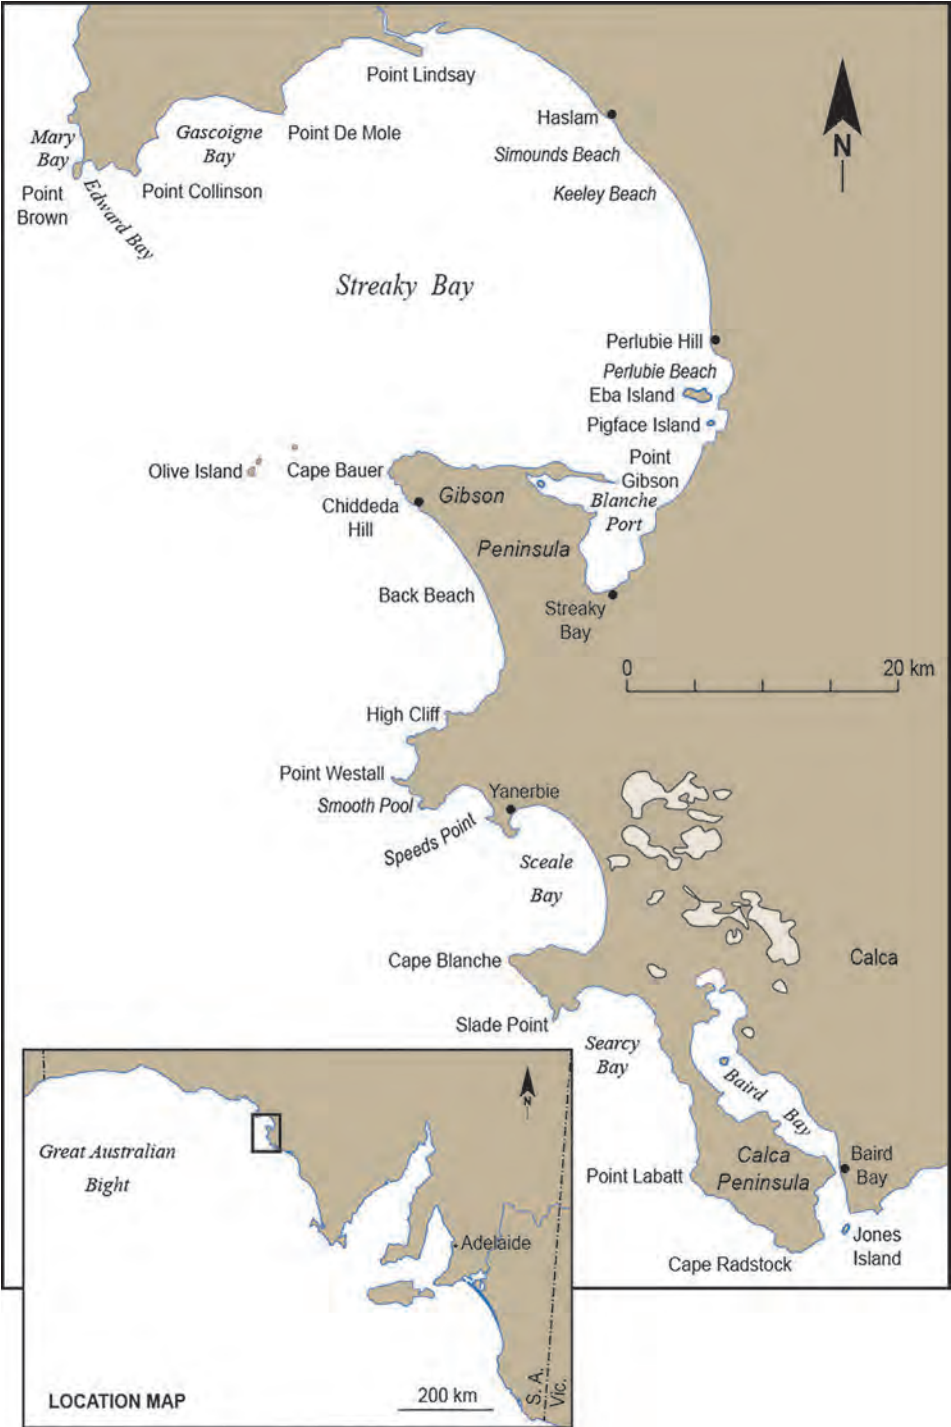 Point Lindsay
Haslam
Mary
Bay
Gascoigne
Bay
Point De Mole
N
Simounds Beach
Point
Brown
Edward Bay
Point Collinson
Keeley Beach
Streaky Bay
Perlubie Hill
Perlubie Beach
Eba Island
Pigface Island
Olive Island
Cape Bauer
Point
Gibson
Chiddeda
Hill
Gibson
Peninsula
Blanche
Port
Back Beach
Streaky
Bay
0 20 km
High Cliff
Point Westall
Smooth Pool
Yanerbie
Speeds Point
Sceale
Bay
Cape Blanche
Calca
Slade Point
Searcy
Bay
Baird Bay
Point Labatt
Calca
Peninsula
Baird
Bay
Jones
Island
Cape Radstock
N
Great Australian
Bight
Adelaide
S. A.
Vic.
LOCATION MAP
200 km